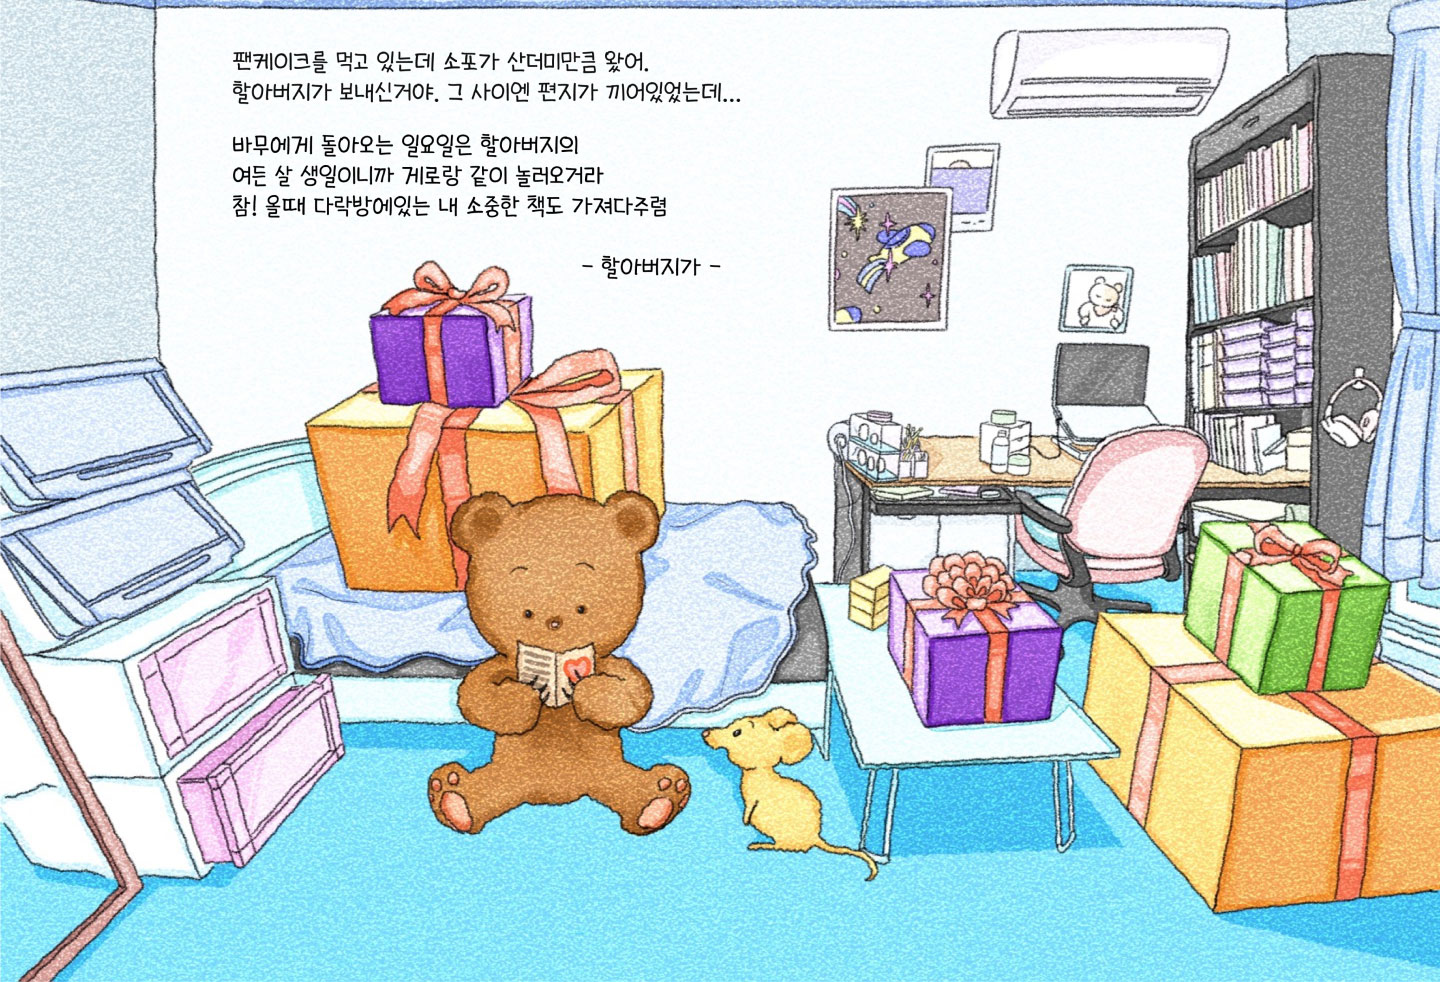 팬케이크를 먹고 있는데 소포가 산더미만큼 왔어.
할아버지가 보내신거야. 그 사이엔 편지가 끼어있었는데...
바무에게 돌아오는 일요일은 할아버지의
여든 살 생일이니까 게로랑 같이 놀러오거라
참! 올때 다락방에있는 내 소중한 책도 가져다주렴
- 할아버지가 -